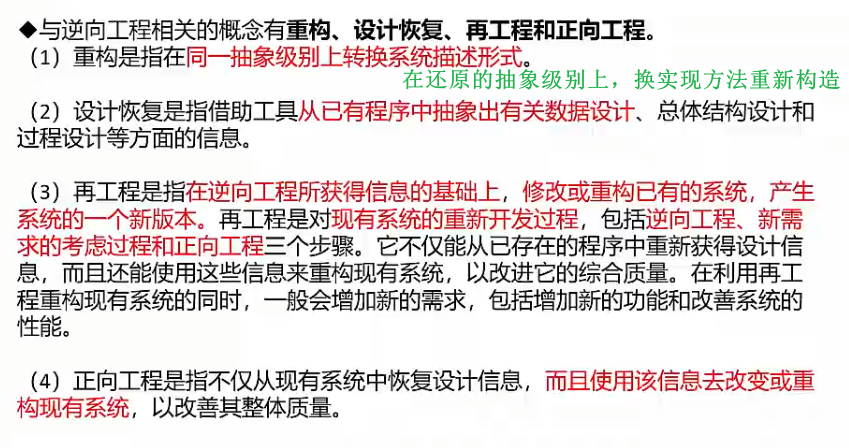 ◆与逆向工程相关的概念有重构、设计恢复、再工程和正向工程。
（1）重构是指在同一抽象级别上转换系统描述形式。
在还原的抽象级别上，换实现方法重新构造
（2）设计恢复是指借助工具从已有程序中抽象出有关数据设计、总体结构设计和
过程设计等方面的信息。
（3）再工程是指在逆向工程所获得信息的基础上，修改或重构已有的系统，产生
系统的一个新版本。再工程是对现有系统的重新开发过程，包括逆向工程、新需
求的考虑过程和正向工程三个步骤。它不仅能从已存在的程序中重新获得设计信
息，而且还能使用这些信息来重构现有系统，以改进它的综合质量。在利用再工
程重构现有系统的同时，一般会增加新的需求，包括增加新的功能和改善系统的
性能。
（4）正向工程是指不仅从现有系统中恢复设计信息，而且使用该信息去改变或重
构现有系统，以改善其整体质量。